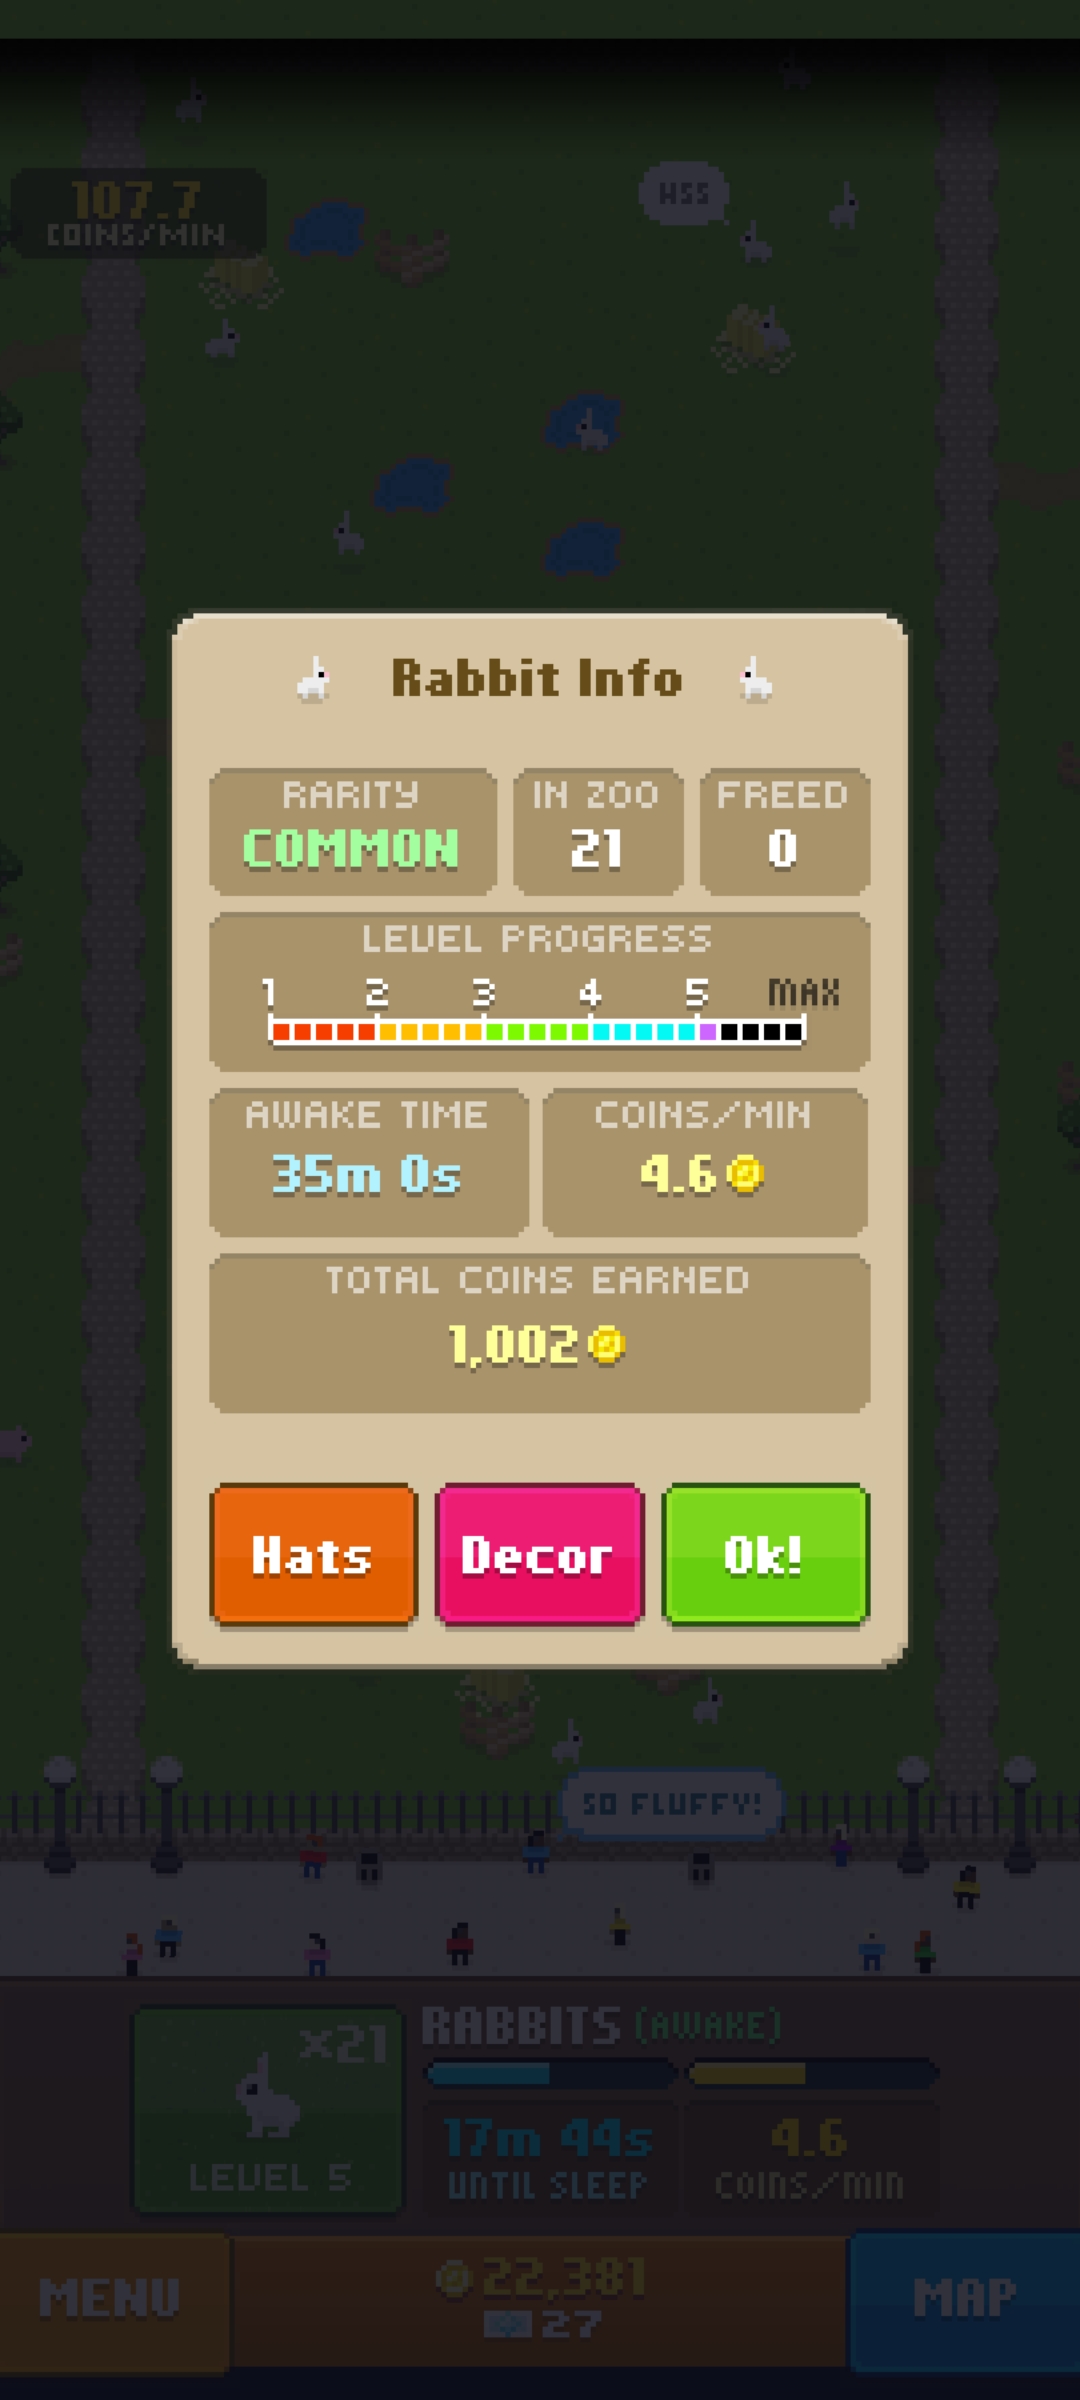 107.7
COINS/MIN
HSS
Rabbit Info
RARITY
COMMON
IN ZOO
21
FREED
0
LEVEL PROGRESS
1 2 3 4 5 MAX
AWAKE TIME
35m 0s
COINS/MIN
4.6
TOTAL COINS EARNED
1,002
Hats
Decor
Ok!
SO FLUFFY!
x21
LEVEL 5
RABBITS (AWAKE)
17m 44s
UNTIL SLEEP
4.6
COINS/MIN
MENU
22,381
27
MAP